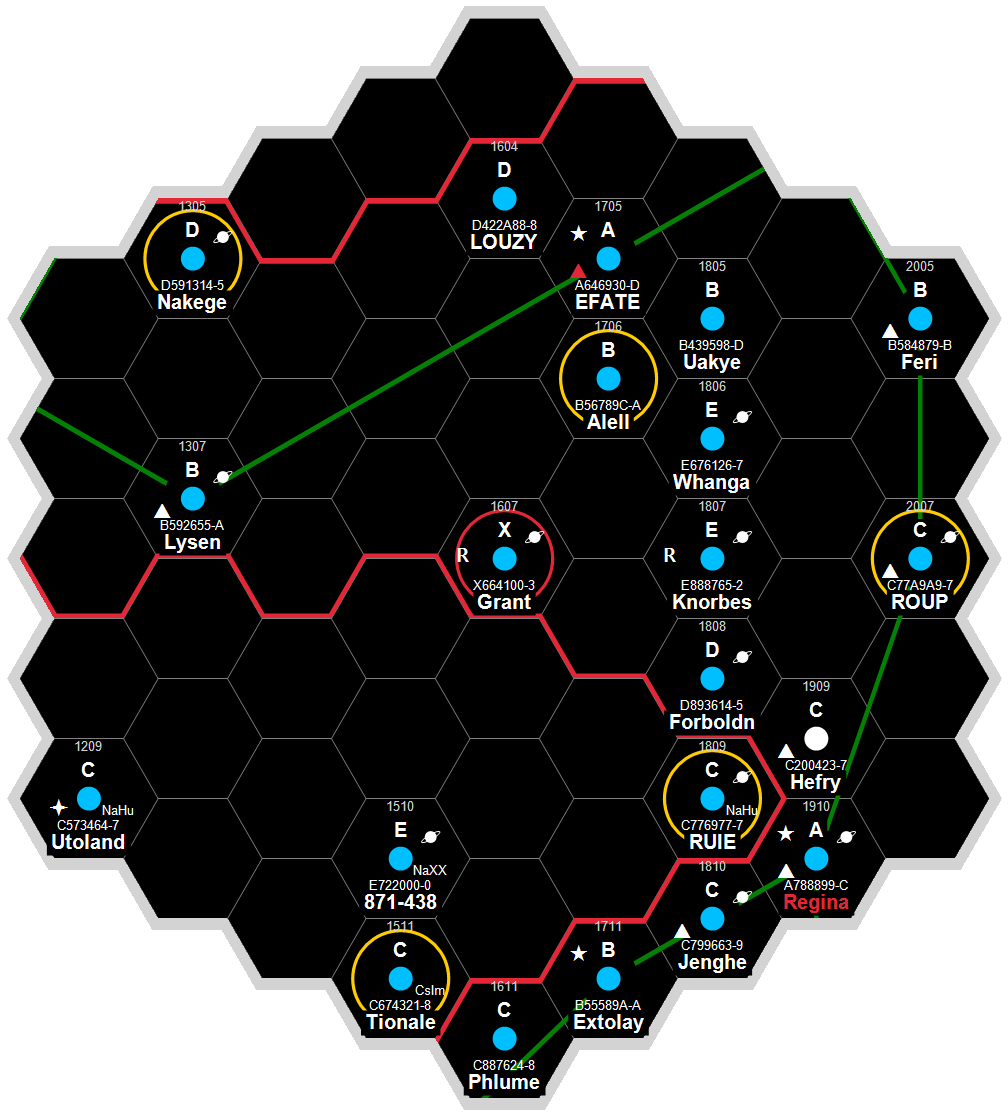 1604
D
D422A88-8
LOUZY
1305
D
D591314-5
Nakege
1705
A
A646930-D
EFATE
1805
B
B439598-D
Uakye
2005
B
B584879-B
Feri
1706
B
B56789C-A
Alell
1806
E
E676126-7
Whanga
1307
B
B592655-A
Lysen
1607
X
R
X664100-3
Grant
1807
E
R
E888765-2
Knorbes
2007
C
C77A9A9-7
ROUP
1808
D
D893614-5
Forboldn
1909
C
C200423-7
Hefry
1209
C
NaHu
C573464-7
Utoland
1809
C
NaHu
C776977-7
RUIE
1510
E
NaXX
E722000-0
871-438
1910
A
A788899-C
Regina
1810
C
C799663-9
Jenghe
1511
C
CsIm
C674321-8
Tionale
1711
B
B55589A-A
Extolay
1611
C
C887624-8
Phlume